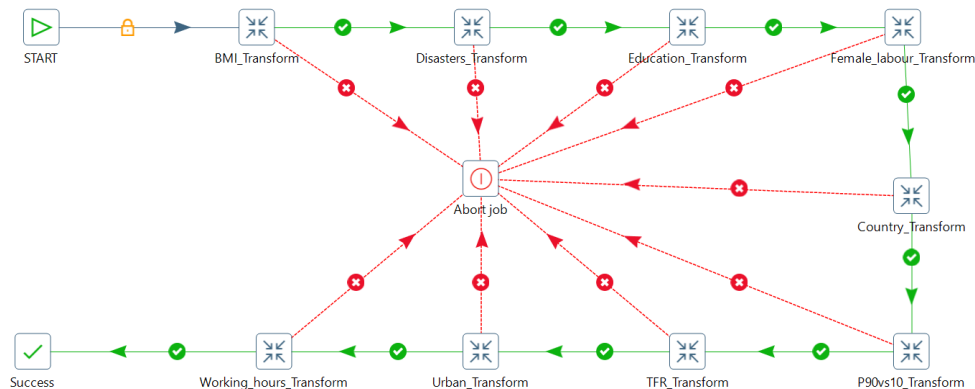 START
BMI_Transform
Disasters_Transform
Education_Transform
Female_labour_Transform
Abort job
Country_Transform
Success
Working_hours_Transform
Urban_Transform
TFR_Transform
P90vs10_Transform